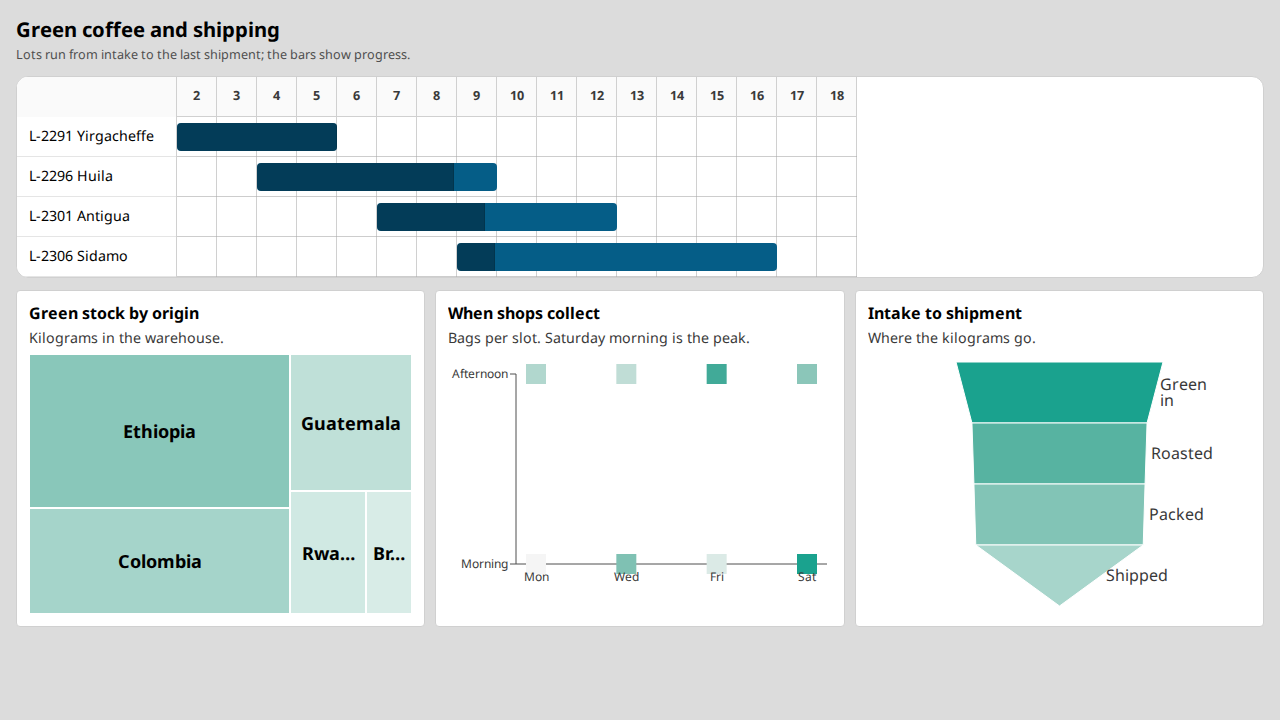 Green coffee and shipping
Lots run from intake to the last shipment; the bars show progress.
2 3 4 5 6 7 8 9 10 11 12 13 14 15 16 17 18
L-2291 Yirgacheffe
L-2296 Huila
L-2301 Antigua
L-2306 Sidamo
Green stock by origin
Kilograms in the warehouse.
Ethiopia
Guatemala
Colombia
Rwa...
Br...
When shops collect
Bags per slot. Saturday morning is the peak.
Afternoon
Morning
Mon Wed Fri Sat
Intake to shipment
Where the kilograms go.
Green
in
Roasted
Packed
Shipped